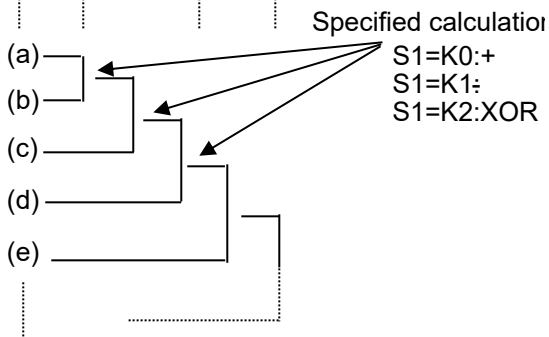 Specified calculation
S1=K0:+
S1=K1:-
S1=K2:XOR
(a)
(b)
(c)
(d)
(e)